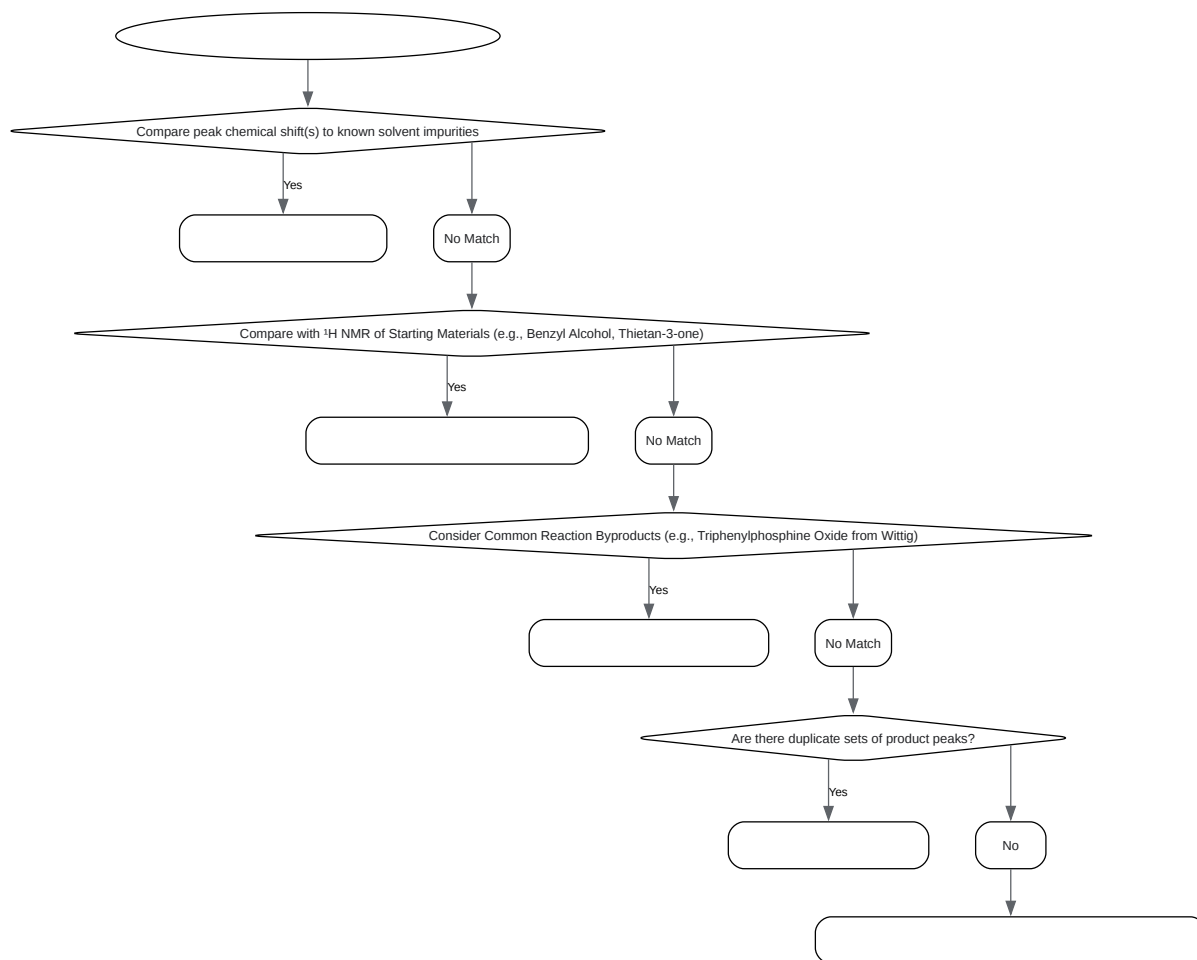 Compare peak chemical shift(s) to known solvent impurities
Yes
No Match
Compare with ¹H NMR of Starting Materials (e.g., Benzyl Alcohol, Thietan-3-one)
Yes
No Match
Consider Common Reaction Byproducts (e.g., Triphenylphosphine Oxide from Wittig)
Yes
No Match
Are there duplicate sets of product peaks?
Yes
No